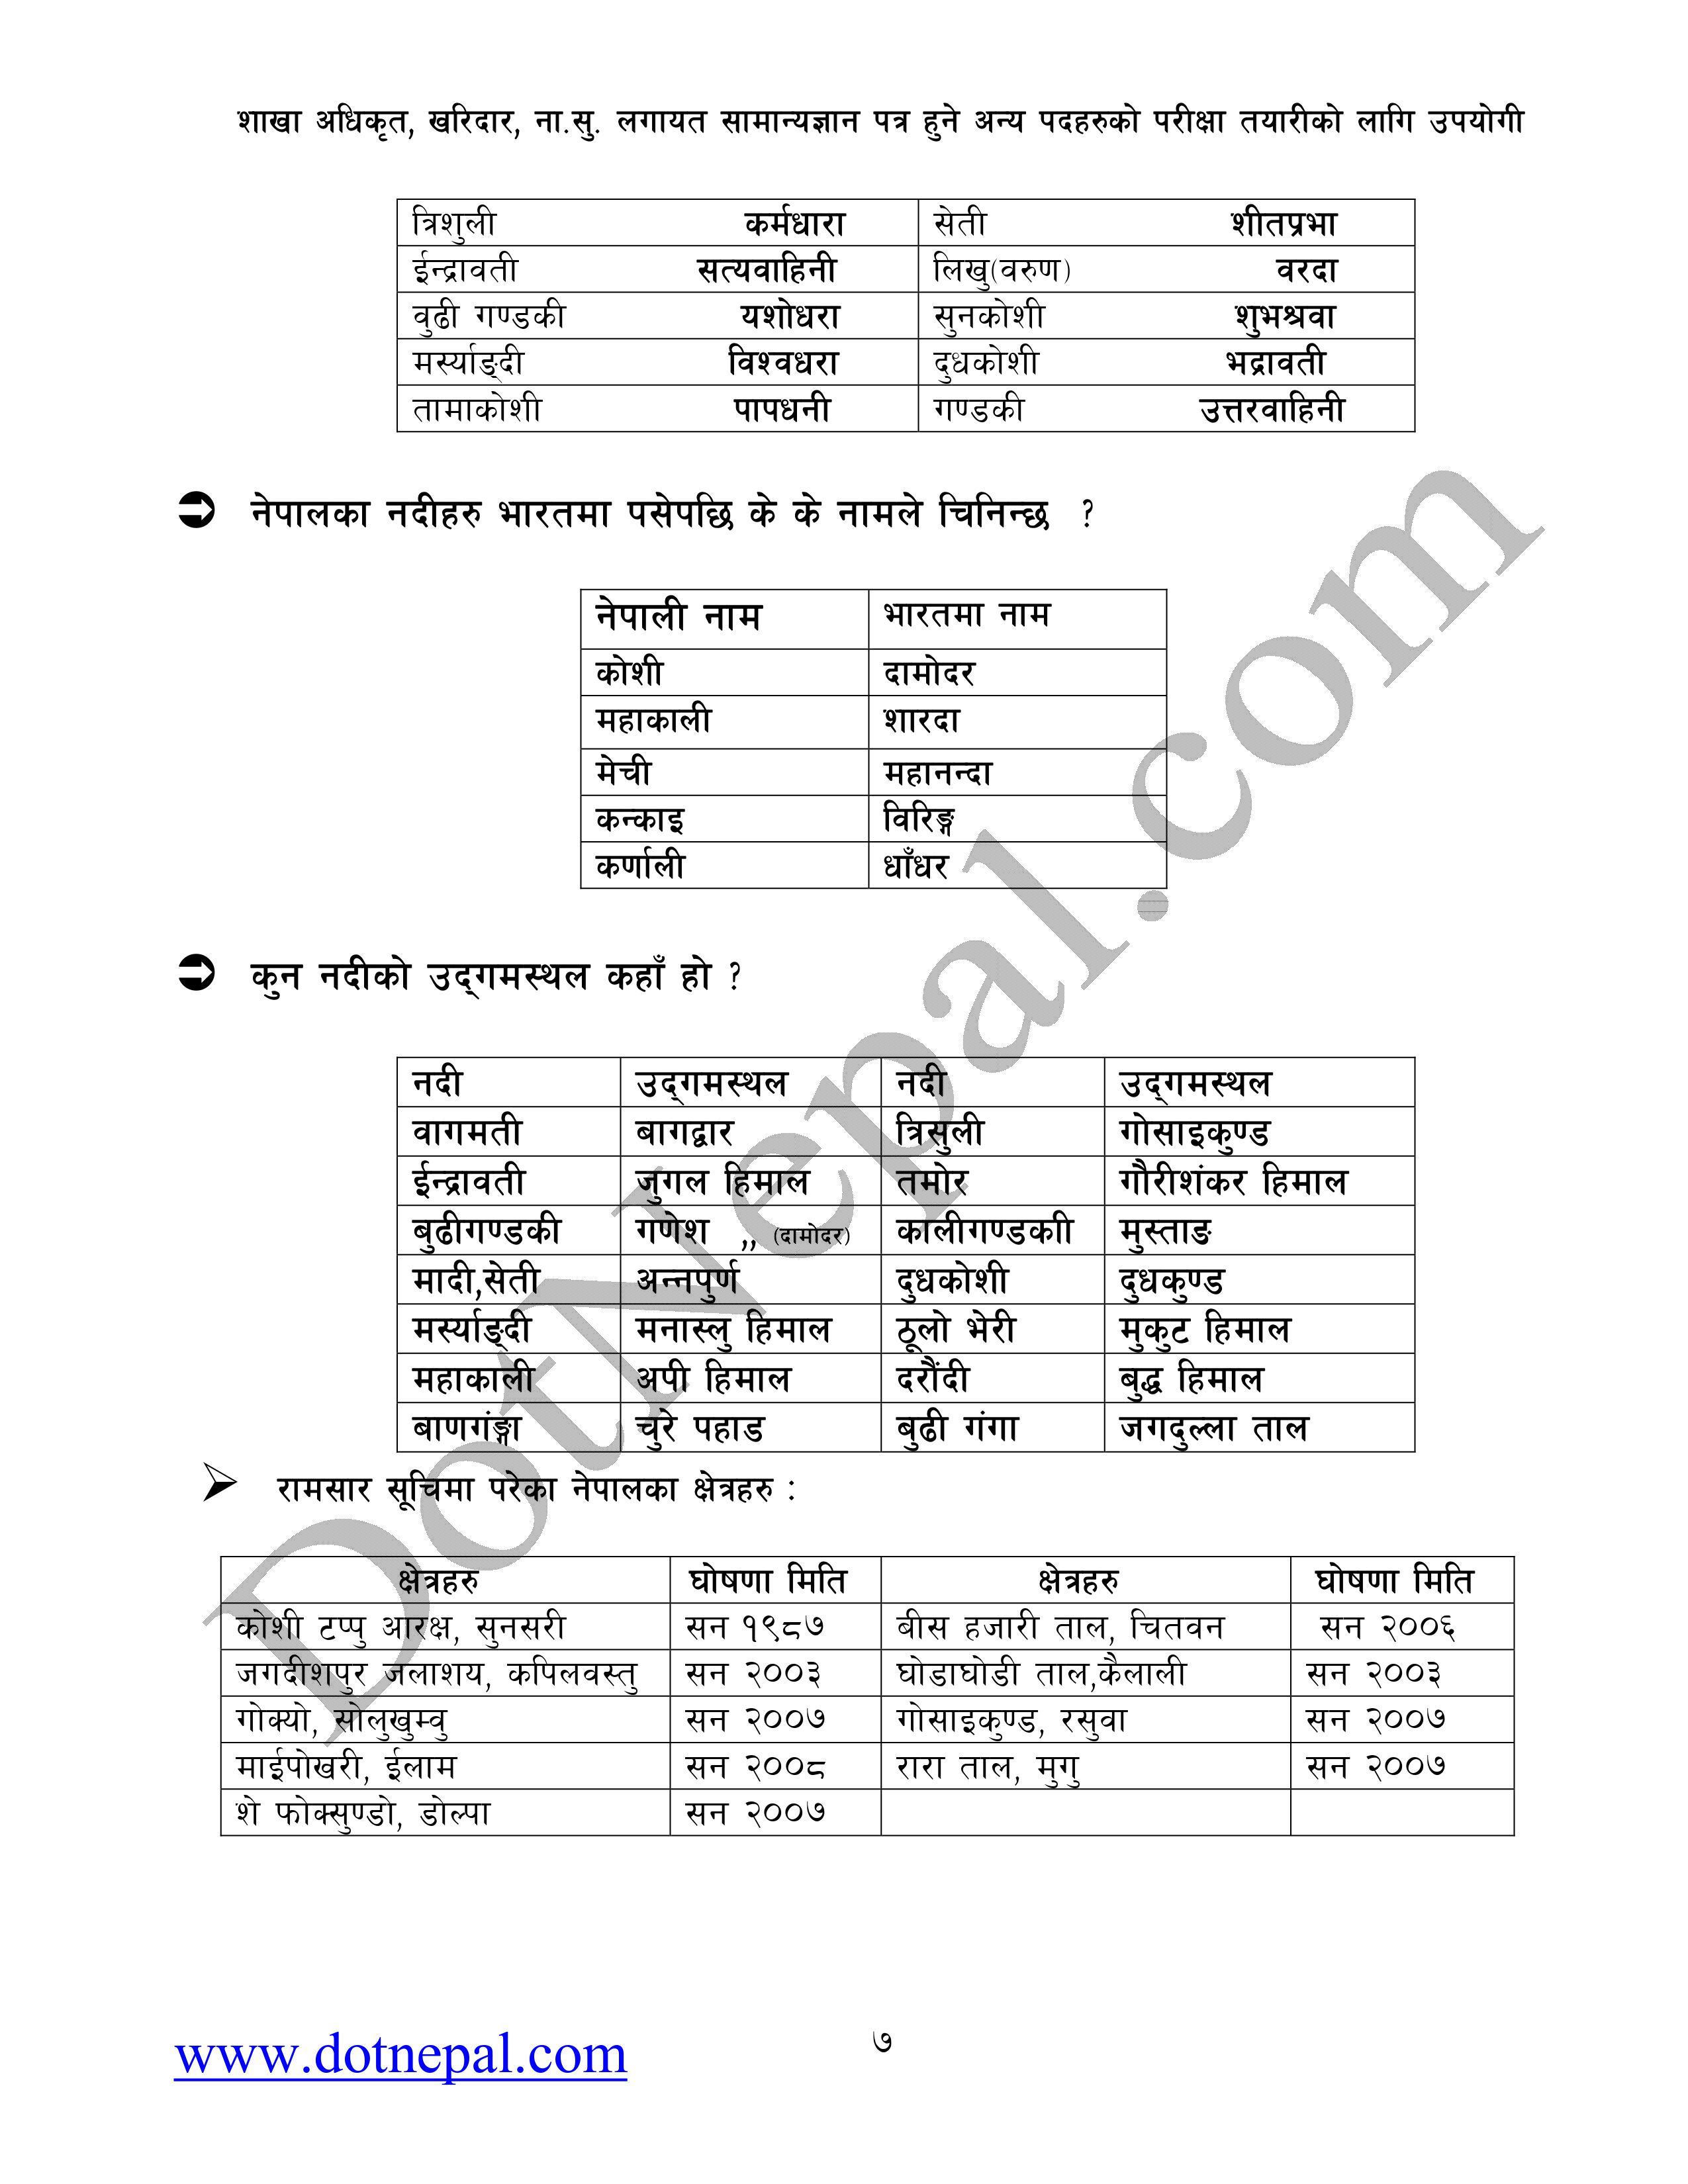 शाखा अधिकृत, खरिदार, ना.सु. लगायत सामान्यज्ञान पत्र हुने अन्य पदहरुको परीक्षा तयारीको लागि उपयोगी
त्रिशुली कर्मधारा सेती शीतप्रभा
ईन्द्रावती सत्यवाहिनी लिखु(वरुण) वरदा
वुढी गण्डकी यशोधरा सुनकोशी शुभश्रवा
मर्स्याङ्दी विश्वधरा दुधकोशी भद्रावती
तामाकोशी पापधनी गण्डकी उत्तरवाहिनी
नेपालका नदीहरु भारतमा पसेपछि के के नामले चिनिन्छ ?
नेपाली नाम भारतमा नाम
कोशी दामोदर
महाकाली शारदा
मेची महानन्दा
कन्काइ विरिङ्ग
कर्णाली धाँधर
कुन नदीको उद्गमस्थल कहाँ हो ?
नदी उद्गमस्थल नदी उद्गमस्थल
वागमती बागद्वार त्रिसुली गोसाइकुण्ड
ईन्द्रावती जुगल हिमाल तमोर गौरीशंकर हिमाल
बुढीगण्डकी गणेश ,, (दामोदर) कालीगण्डकाी मुस्ताङ
मादी,सेती अन्नपुर्ण दुधकोशी दुधकुण्ड
मर्स्याङ्दी मनास्लु हिमाल ठूलो भेरी मुकुट हिमाल
महाकाली अपी हिमाल दरौंदी बुद्ध हिमाल
बाणगंङ्गा चुरे पहाड बुढी गंगा जगदुल्ला ताल
रामसार सूचिमा परेका नेपालका क्षेत्रहरु :
क्षेत्रहरु घोषणा मिति क्षेत्रहरु घोषणा मिति
कोशी टप्पु आरक्ष, सुनसरी सन १९८७ बीस हजारी ताल, चितवन सन २००६
जगदीशपुर जलाशय, कपिलवस्तु सन २००३ घोडाघोडी ताल,कैलाली सन २००३
गोक्यो, सोलुखुम्वु सन २००७ गोसाइकुण्ड, रसुवा सन २००७
माईपोखरी, ईलाम सन २००८ रारा ताल, मुगु सन २००७
शे फोक्सुण्डो, डोल्पा सन २००७
DotNepal.com
www.dotnepal.com ७